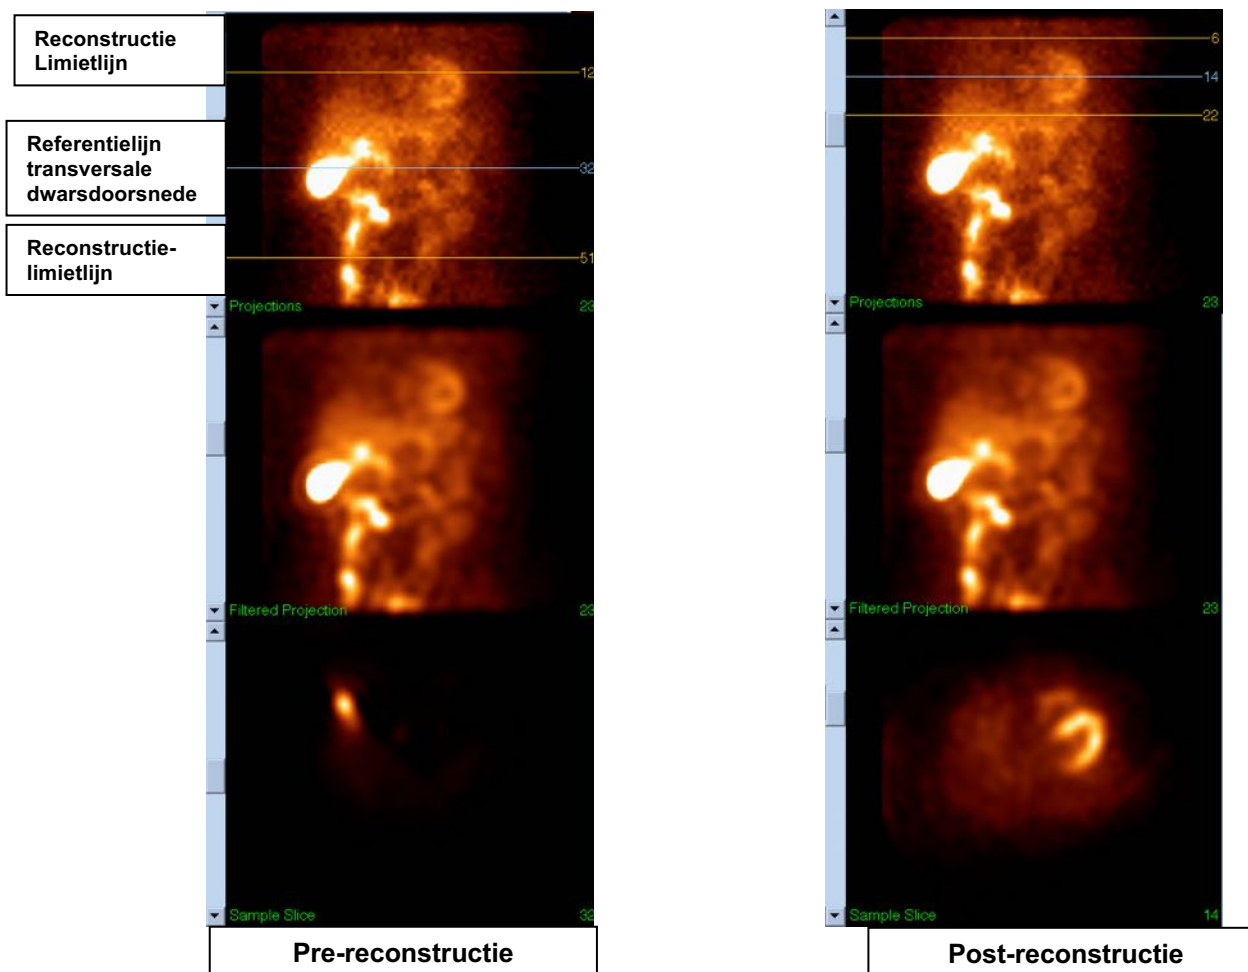 Reconstructie
Limietlijn
Referentielijn
transversale
dwarsdoorsnede
Reconstructie-
limietlijn
12
32
51
Projections 23
Filtered Projection 23
Sample Slice 32
Pre-reconstructie
6
14
22
Projections 23
Filtered Projection 23
Sample Slice 14
Post-reconstructie